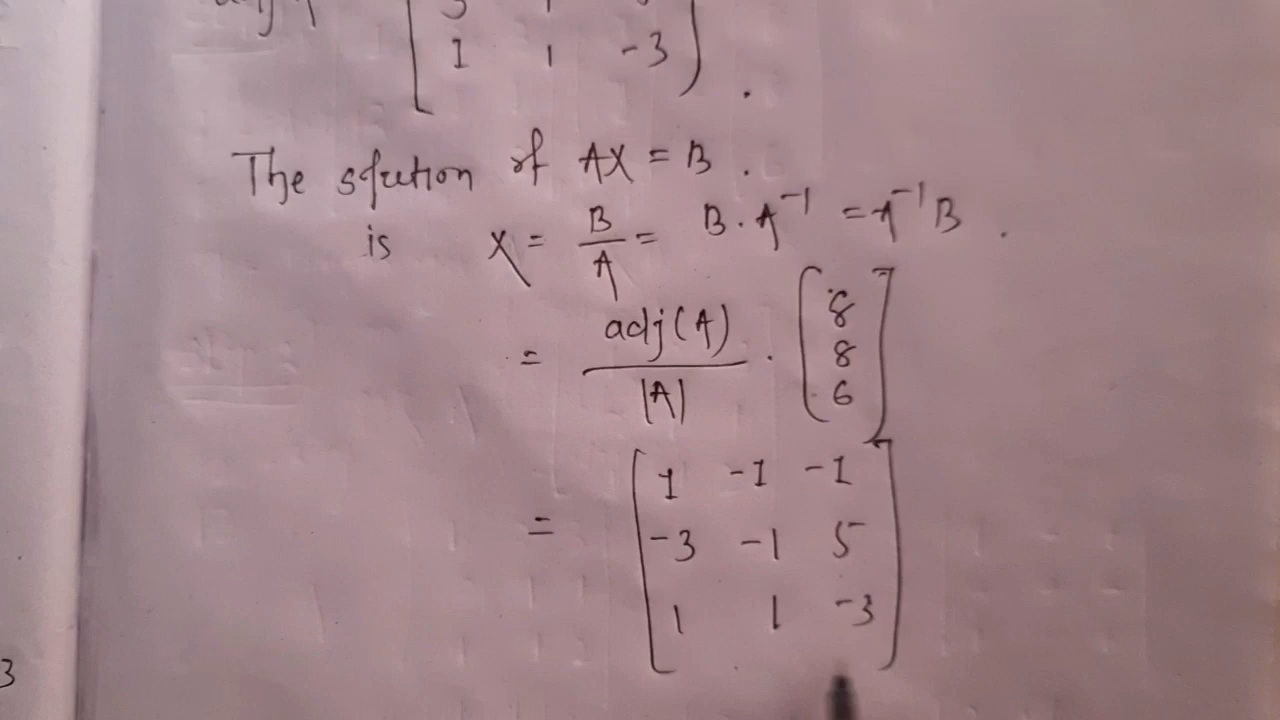 1 1 -3
The solution of AX = B .
is X = B/A = B . A⁻¹ = A⁻¹B .
= adj(A)/|A| . [8 8 6]
= [1 -1 -1
-3 -1 5
1 1 -3]
3